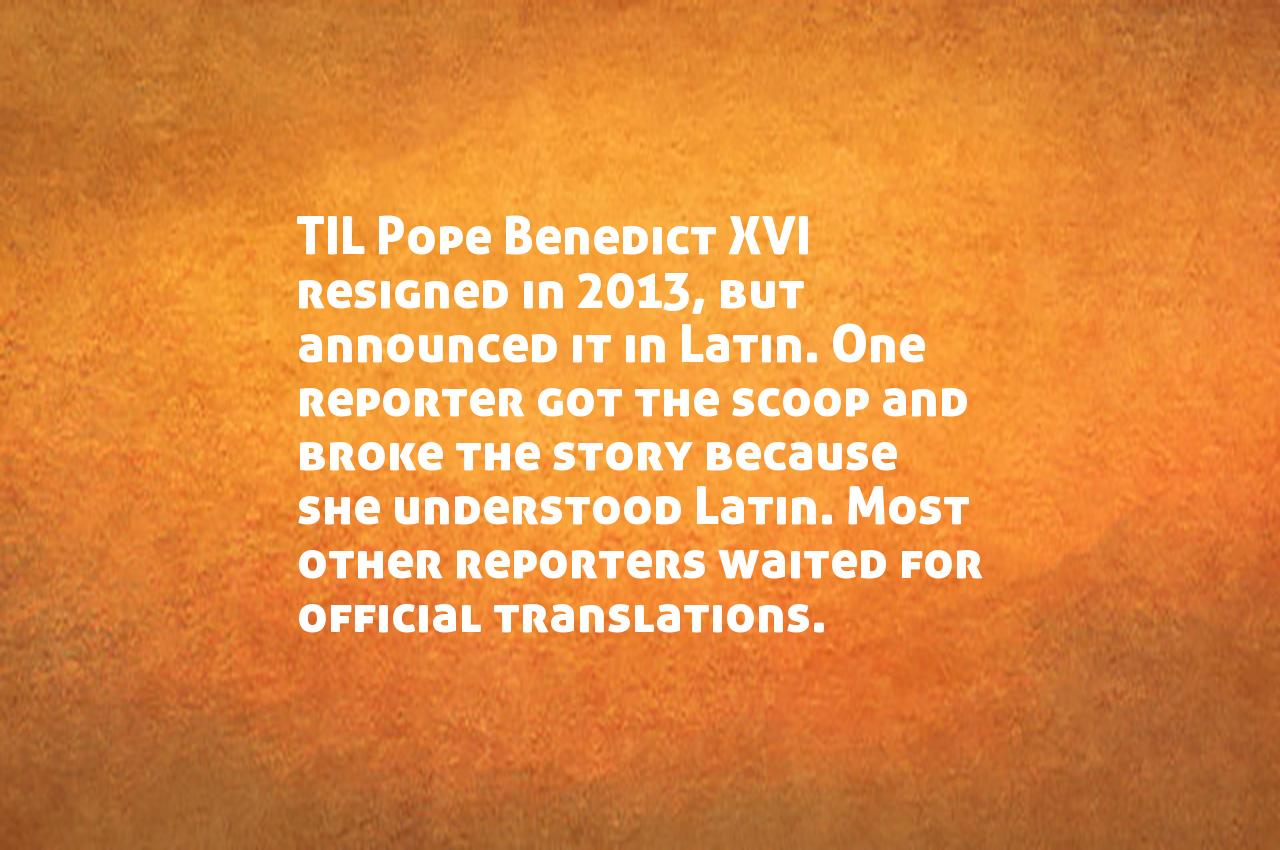 TIL Pope Benedict XVI
resigned in 2013, but
announced it in Latin. One
reporter got the scoop and
broke the story because
she understood Latin. Most
other reporters waited for
official translations.